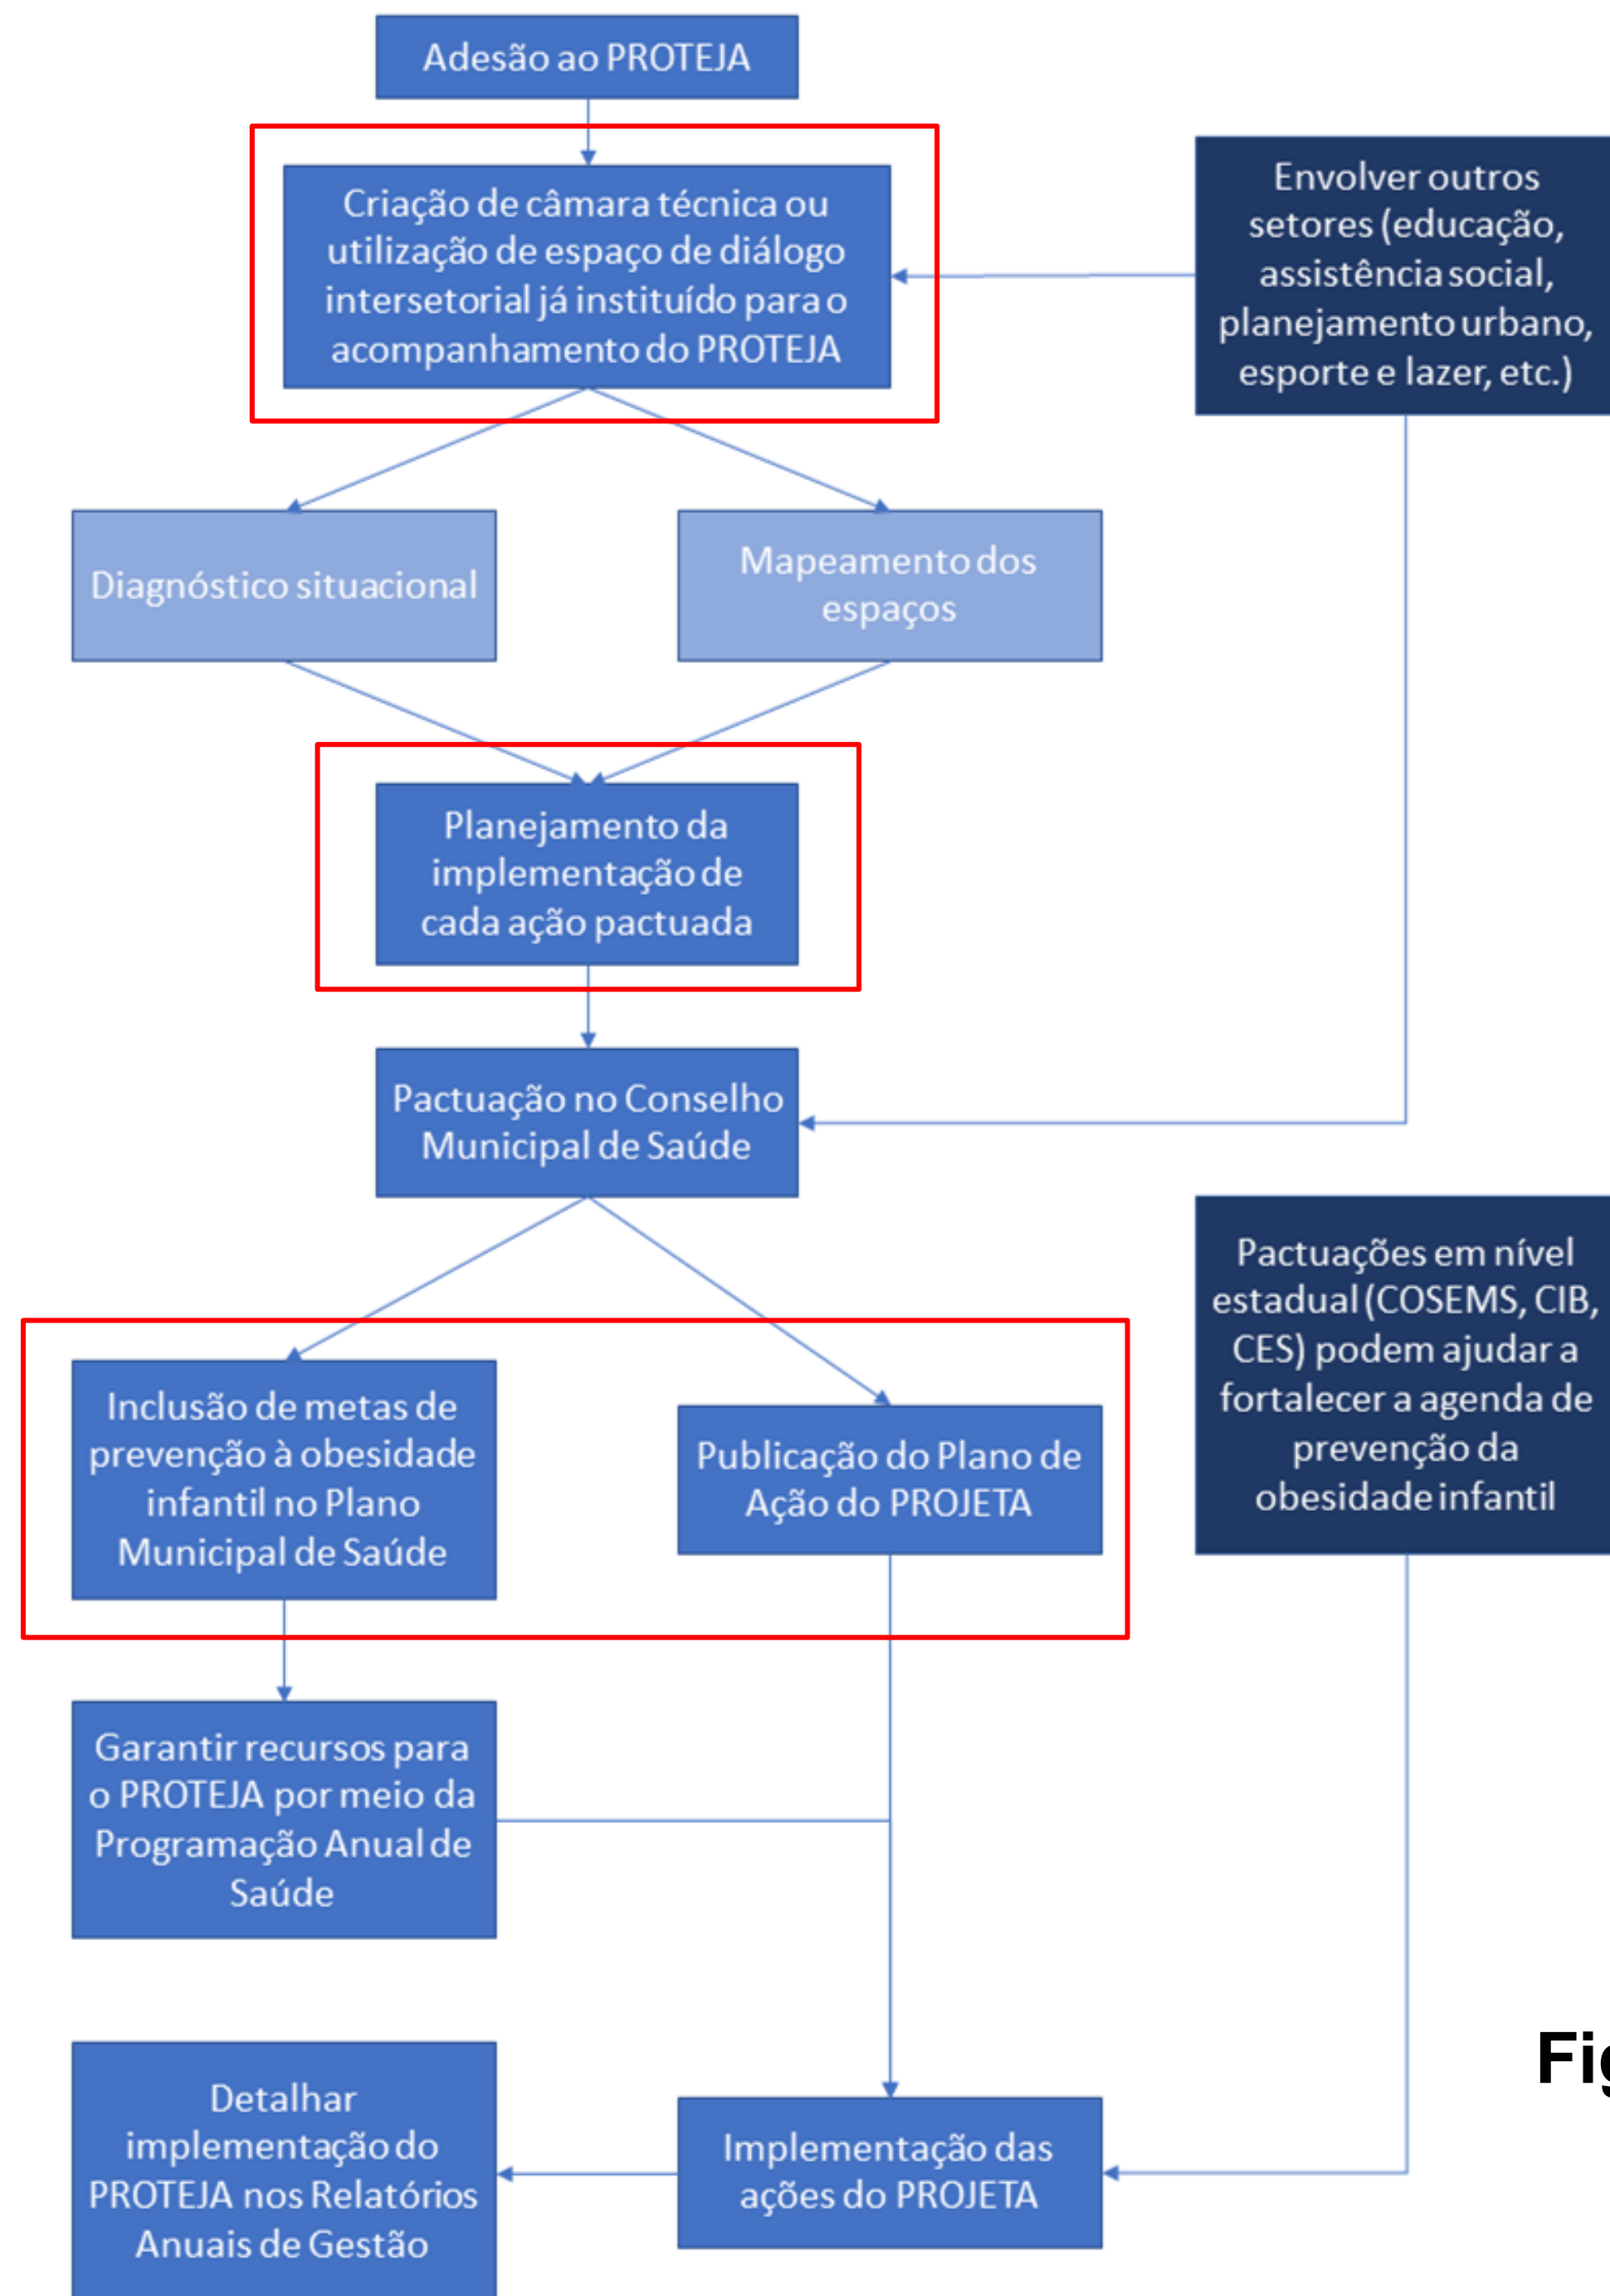 Adesão ao PROTEJA
Criação de câmara técnica ou
utilização de espaço de diálogo
intersetorial já instituído para o
acompanhamento do PROTEJA
Envolver outros
setores (educação,
assistência social,
planejamento urbano,
esporte e lazer, etc.)
Diagnóstico situacional
Mapeamento dos
espaços
Planejamento da
implementação de
cada ação pactuada
Pactuação no Conselho
Municipal de Saúde
Pactuações em nível
estadual (COSEMS, CIB,
CES) podem ajudar a
fortalecer a agenda de
prevenção da
obesidade infantil
Inclusão de metas de
prevenção à obesidade
infantil no Plano
Municipal de Saúde
Publicação do Plano de
Ação do PROJETA
Garantir recursos para
o PROTEJA por meio da
Programação Anual de
Saúde
Detalhar
implementação do
PROTEJA nos Relatórios
Anuais de Gestão
Implementação das
ações do PROJETA